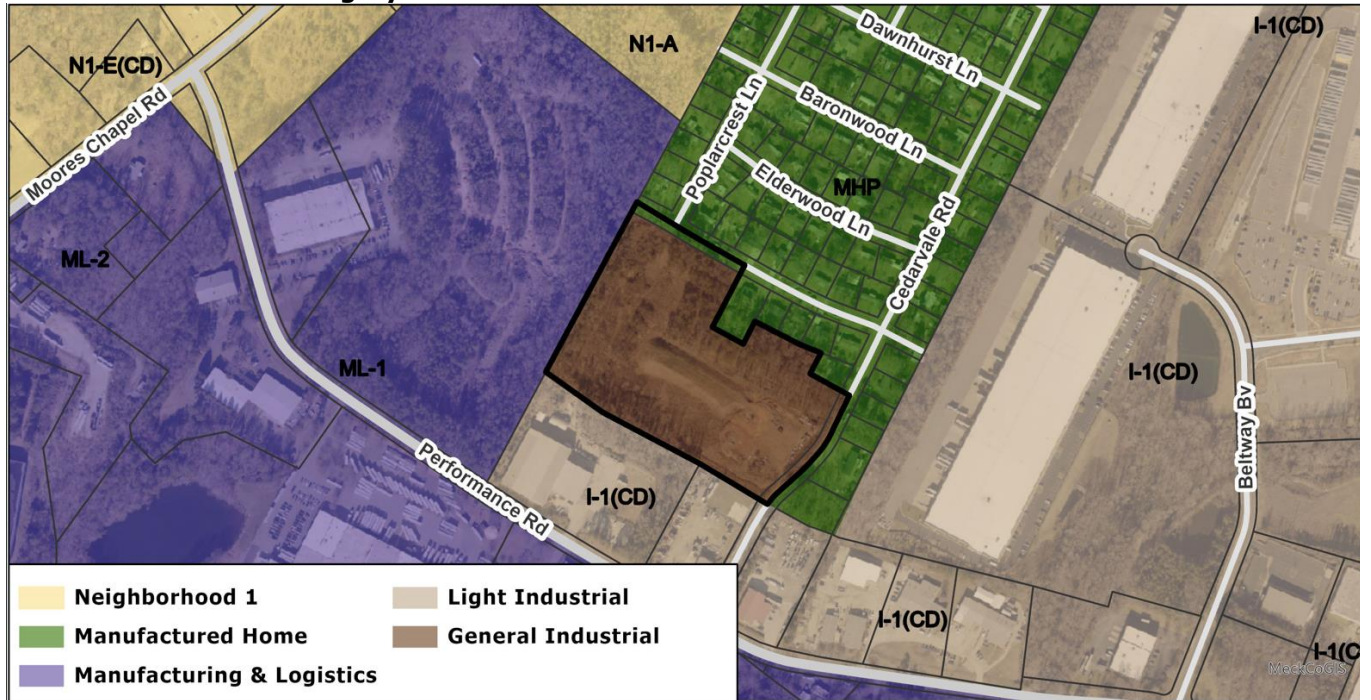 I-1(CD)
N1-A
Dawnhurst Ln
N1-E(CD)
Moores Chapel Rd
Poplarcrest Ln
Baronwood Ln
MHP
Elderwood Ln
Cedarvale Rd
ML-2
ML-1
I-1(CD)
Beltway Bv
Performance Rd
I-1(CD)
I-1(CD)
Neighborhood 1
Light Industrial
Manufactured Home
General Industrial
Manufacturing & Logistics
I-1(C
MeckCoGIS